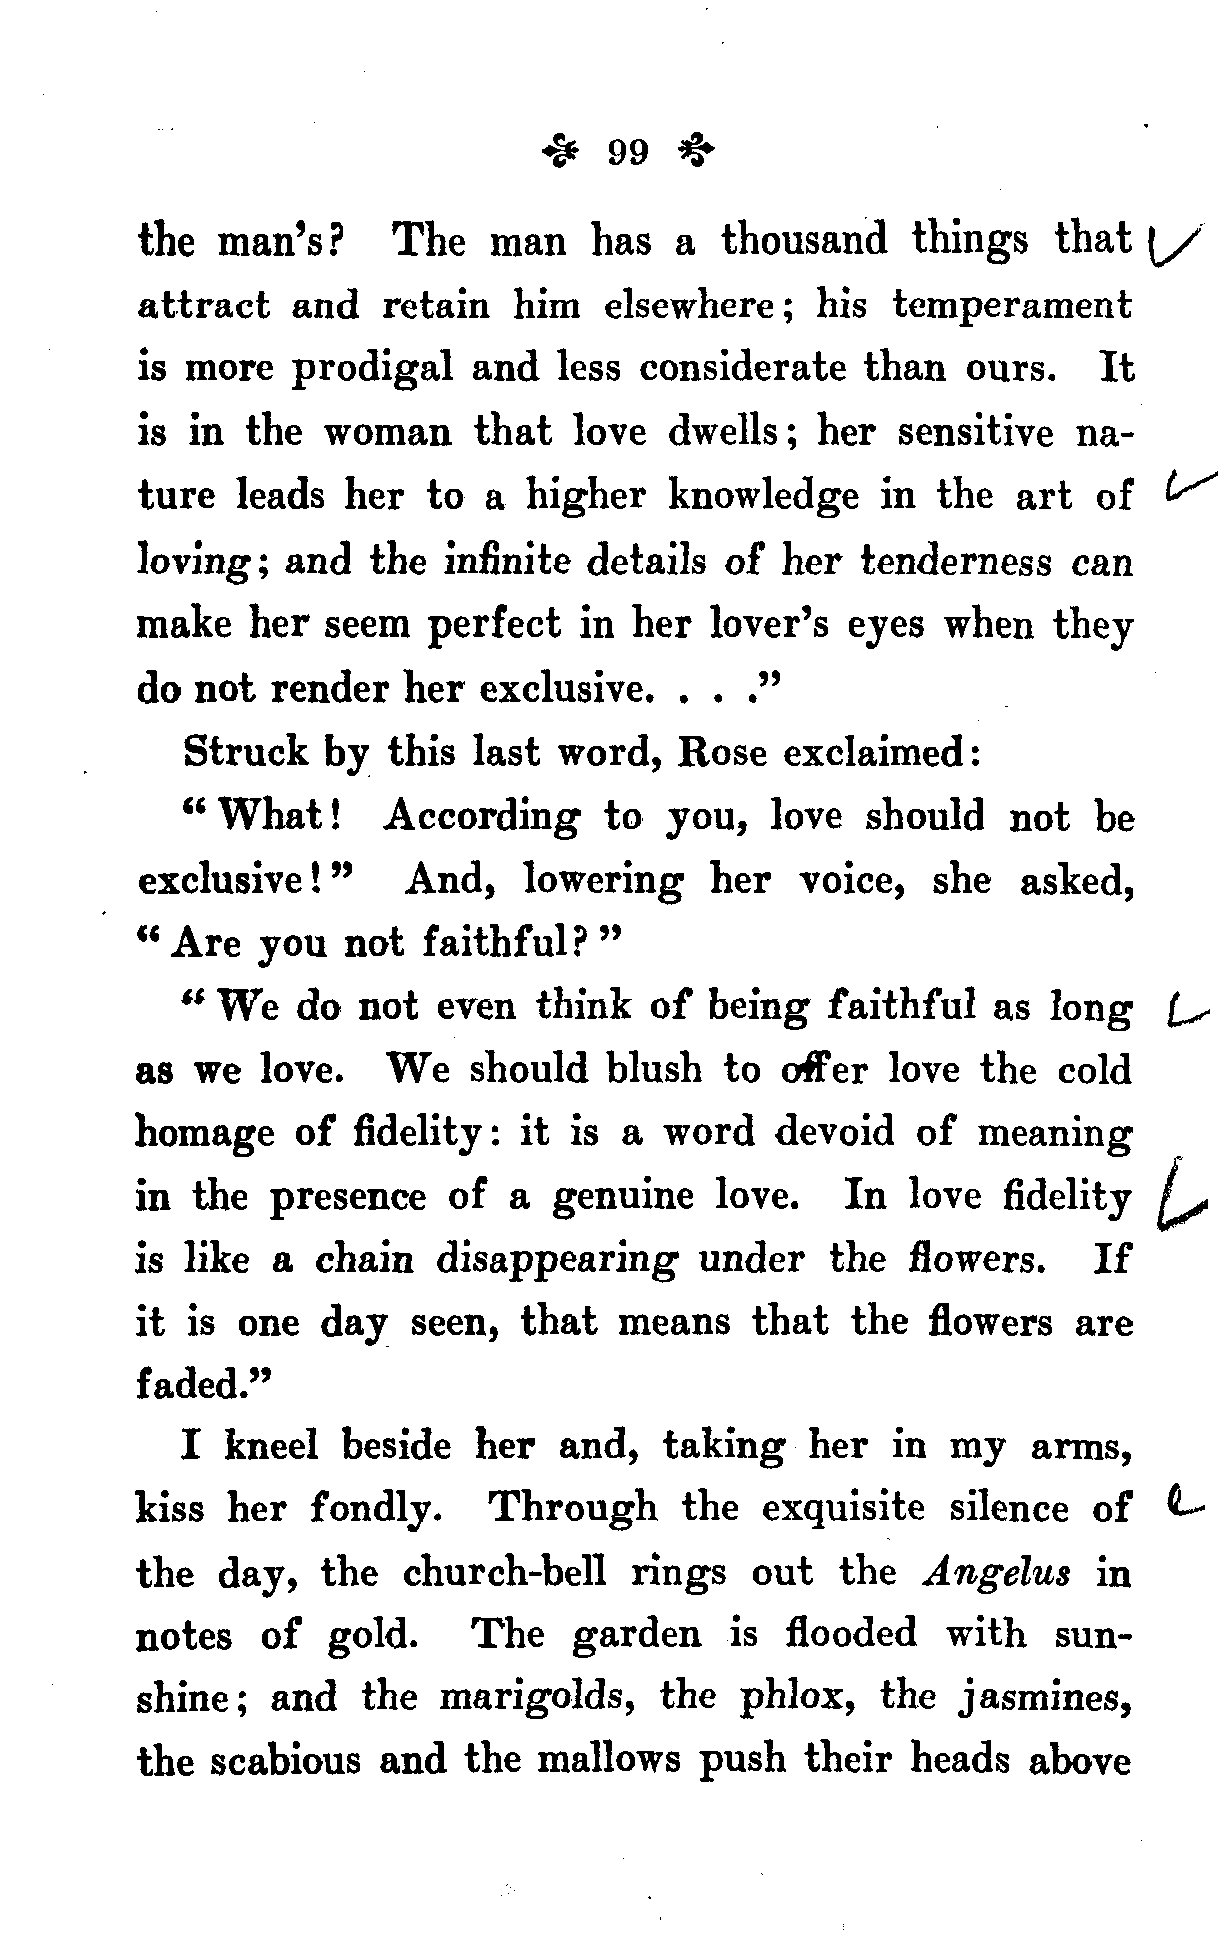 99
the man's? The man has a thousand things that
attract and retain him elsewhere; his temperament
is more prodigal and less considerate than ours. It
is in the woman that love dwells; her sensitive na-
ture leads her to a higher knowledge in the art of
loving; and the infinite details of her tenderness can
make her seem perfect in her lover's eyes when they
do not render her exclusive. . . ."
Struck by this last word, Rose exclaimed:
"What! According to you, love should not be
exclusive!" And, lowering her voice, she asked,
"Are you not faithful?"
"We do not even think of being faithful as long
as we love. We should blush to offer love the cold
homage of fidelity: it is a word devoid of meaning
in the presence of a genuine love. In love fidelity
is like a chain disappearing under the flowers. If
it is one day seen, that means that the flowers are
faded."
I kneel beside her and, taking her in my arms,
kiss her fondly. Through the exquisite silence of
the day, the church-bell rings out the Angelus in
notes of gold. The garden is flooded with sun-
shine; and the marigolds, the phlox, the jasmines,
the scabious and the mallows push their heads above